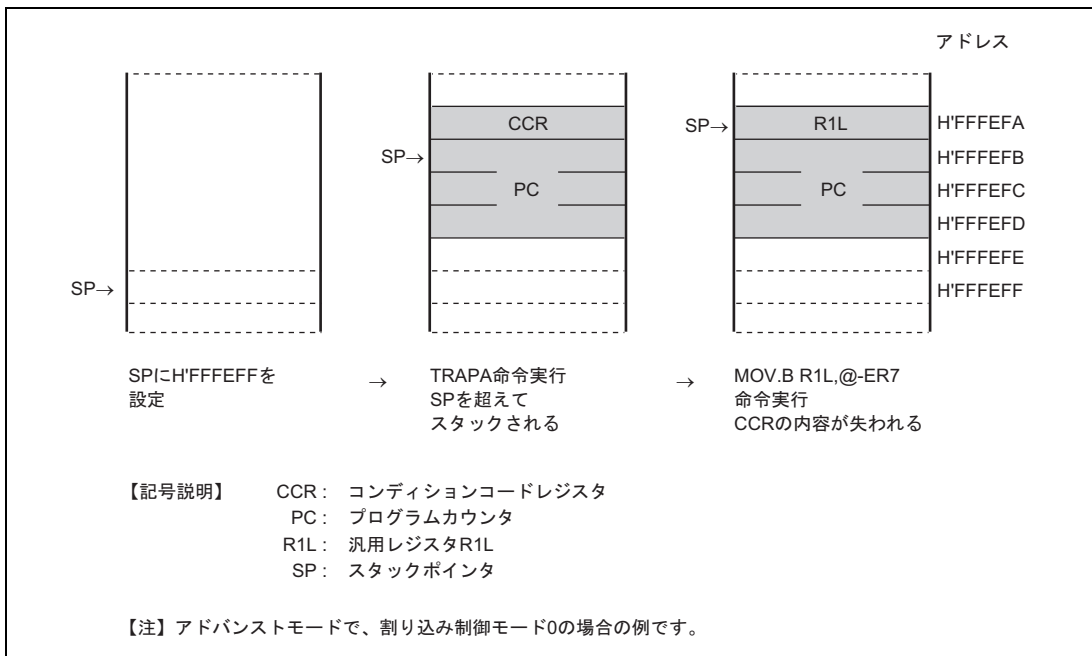 アドレス
CCR
R1L
H'FFFEFA
SP→
SP→
H'FFFEFB
PC
PC
H'FFFEFC
H'FFFEFD
H'FFFEFE
SP→
H'FFFEFF
SPにH'FFFEFFを
設定
→
TRAPA命令実行
SPを超えて
スタックされる
→
MOV.B R1L,@-ER7
命令実行
CCRの内容が失われる
【記号説明】 CCR : コンディションコードレジスタ
PC : プログラムカウンタ
R1L : 汎用レジスタR1L
SP : スタックポインタ
【注】アドバンストモードで、割り込み制御モード0の場合の例です。